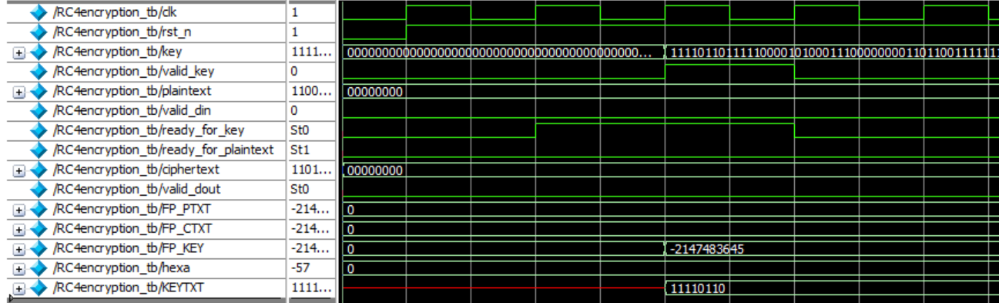 /RC4encryption_tb/clk 1
/RC4encryption_tb/rst_n 1
/RC4encryption_tb/key 1111... 000000000000000000000000000000000000000000... 11110110111110000101000111000000001101100111111
/RC4encryption_tb/valid_key 0
/RC4encryption_tb/plaintext 1100... 00000000
/RC4encryption_tb/valid_din 0
/RC4encryption_tb/ready_for_key St0
/RC4encryption_tb/ready_for_plaintext St1
/RC4encryption_tb/ciphertext 1101... 00000000
/RC4encryption_tb/valid_dout St0
/RC4encryption_tb/FP_PTXT -214... 0
/RC4encryption_tb/FP_CTXT -214... 0
/RC4encryption_tb/FP_KEY -214... 0 -2147483645
/RC4encryption_tb/hexa -57 0
/RC4encryption_tb/KEYTXT 1111... 11110110